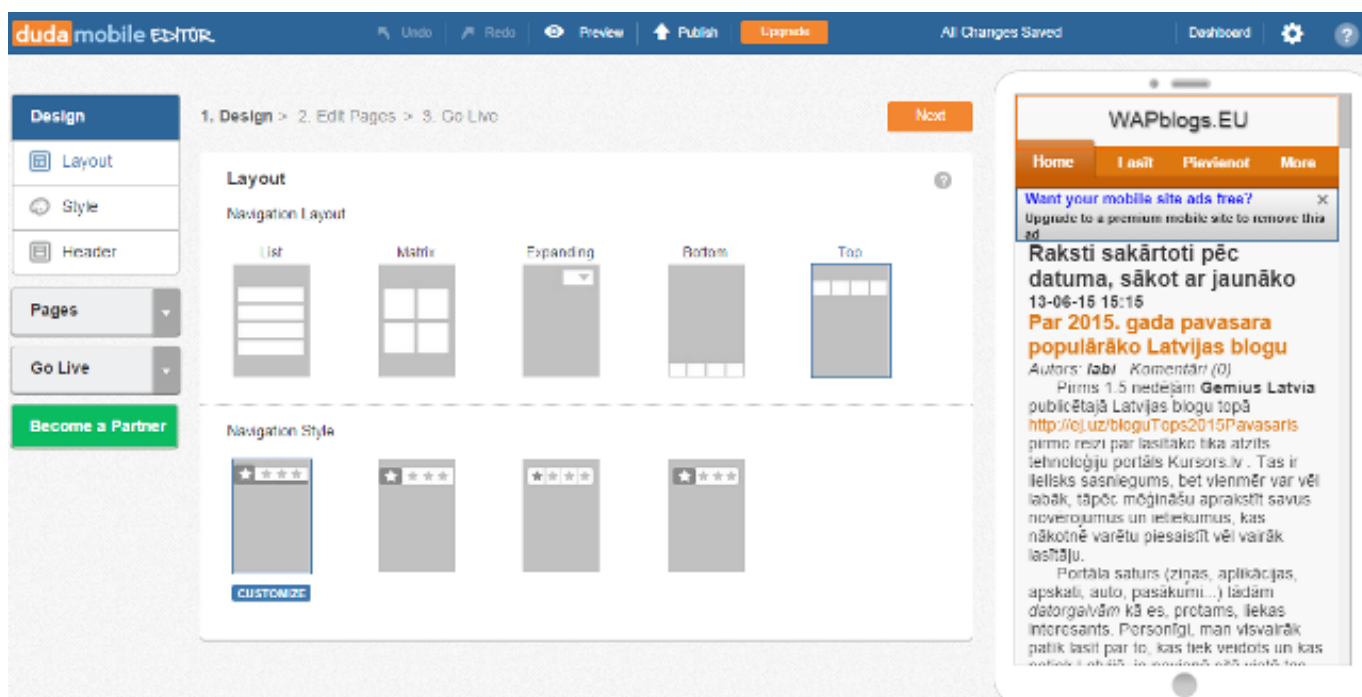 dudamobile EDITOR
Undo Redo Preview Publish Upgrade All Changes Saved Dashboard ?
Design
Layout
Style
Header
Pages
Go Live
Become a Partner
1. Design > 2. Edit Pages > 3. Go Live
Next
Layout
?
Navigation Layout
List Matrix Expanding Bottom Top
Navigation Style
CUSTOMIZE
WAPblogs.EU
Home Lasīt Pievienot More
Want your mobile site ads free? ×
Upgrade to a premium mobile site to remove this
ad
Raksti sakārtoti pēc
datuma, sākot ar jaunāko
13-06-15 15:15
Par 2015. gada pavasara
populārāko Latvijas blogu
Autors: labi Komentāri (0)
Pirms 1.5 nedēļām Gemius Latvia
publicētajā Latvijas blogu topā
http://ej.uz/bloguTops2015Pavasaris
pirmo reizi par lasītāko tika atzīts
tehnoloģiju portāls Kursors.lv . Tas ir
lielisks sasniegums, bet vienmēr var vēl
labāk, tāpēc mēģināšu aprakstīt savus
novērojumus un ieteikumus, kas
nākotnē varētu piesaistīt vēl vairāk
lasītāju.
Portāla saturs (ziņas, aplikācijas,
apskati, auto, pasākumi...) tādām
datorgalvām kā es, protams, liekas
interesants. Personīgi, man visvairāk
patīk lasīt par to, kas tiek veidots un kas